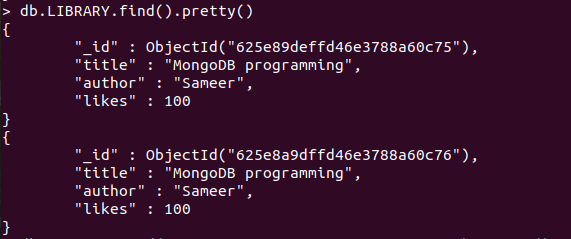 > db.LIBRARY.find().pretty()
{
"_id" : ObjectId("625e89deffd46e3788a60c75"),
"title" : "MongoDB programming",
"author" : "Sameer",
"likes" : 100
}
{
"_id" : ObjectId("625e8a9dffd46e3788a60c76"),
"title" : "MongoDB programming",
"author" : "Sameer",
"likes" : 100
}